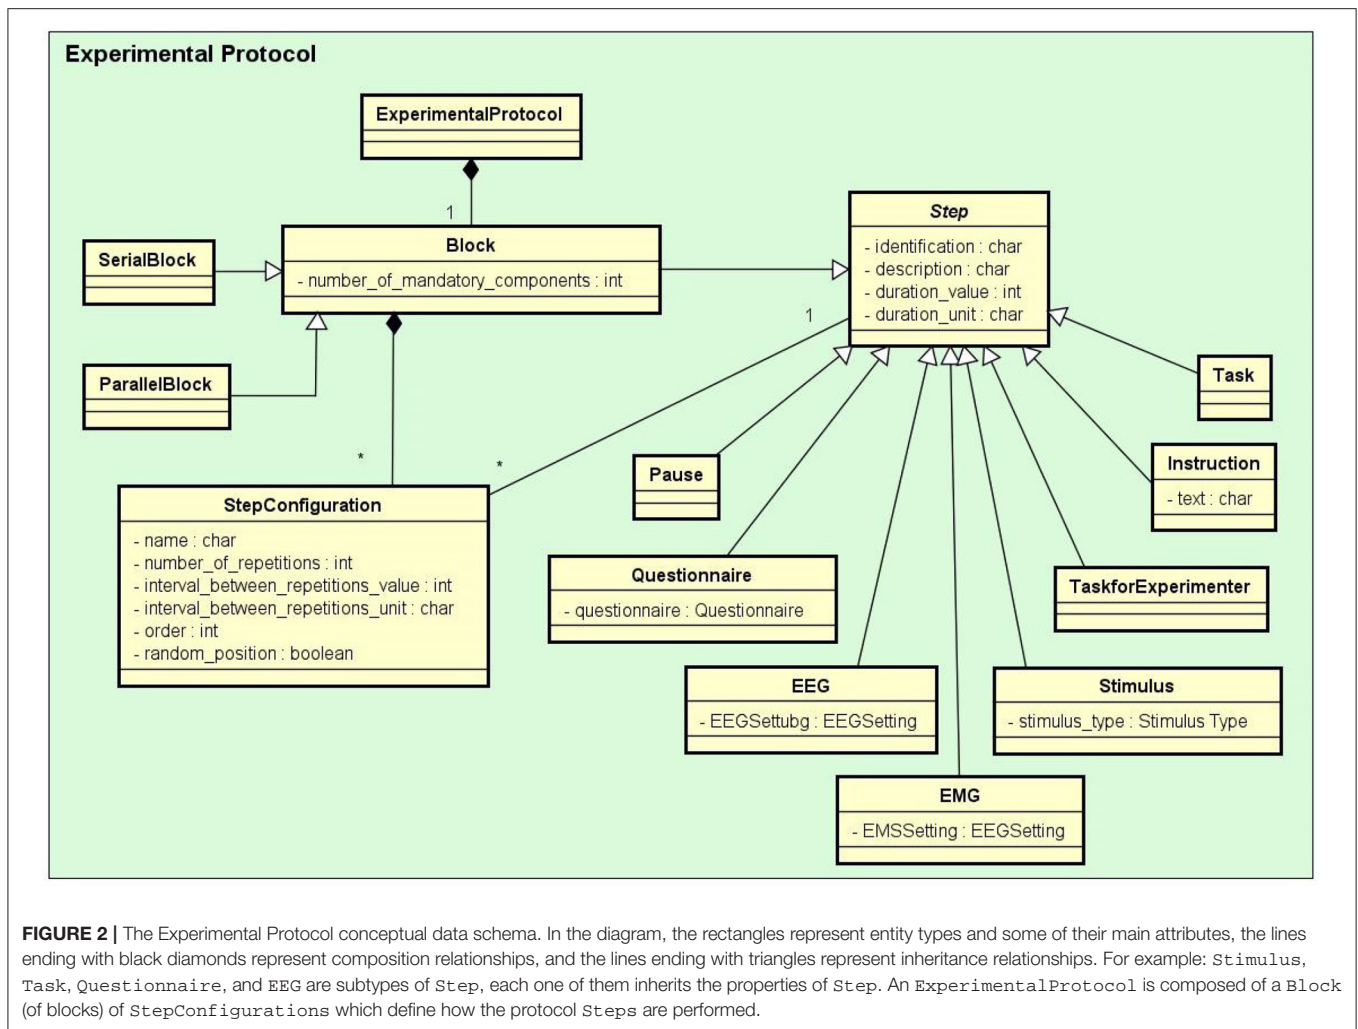 Experimental Protocol
ExperimentalProtocol
1
Block
- number_of_mandatory_components : int
SerialBlock
ParallelBlock
Step
- identification : char
- description : char
- duration_value : int
- duration_unit : char
1
Task
*
*
Pause
Instruction
- text : char
StepConfiguration
- name : char
- number_of_repetitions : int
- interval_between_repetitions_value : int
- interval_between_repetitions_unit : char
- order : int
- random_position : boolean
Questionnaire
- questionnaire : Questionnaire
TaskforExperimenter
EEG
- EEGSettubg : EEGSetting
Stimulus
- stimulus_type : Stimulus Type
EMG
- EMSSetting : EEGSetting
FIGURE 2 | The Experimental Protocol conceptual data schema. In the diagram, the rectangles represent entity types and some of their main attributes, the lines
ending with black diamonds represent composition relationships, and the lines ending with triangles represent inheritance relationships. For example: Stimulus,
Task, Questionnaire, and EEG are subtypes of Step, each one of them inherits the properties of Step. An ExperimentalProtocol is composed of a Block
(of blocks) of StepConfigurations which define how the protocol Steps are performed.